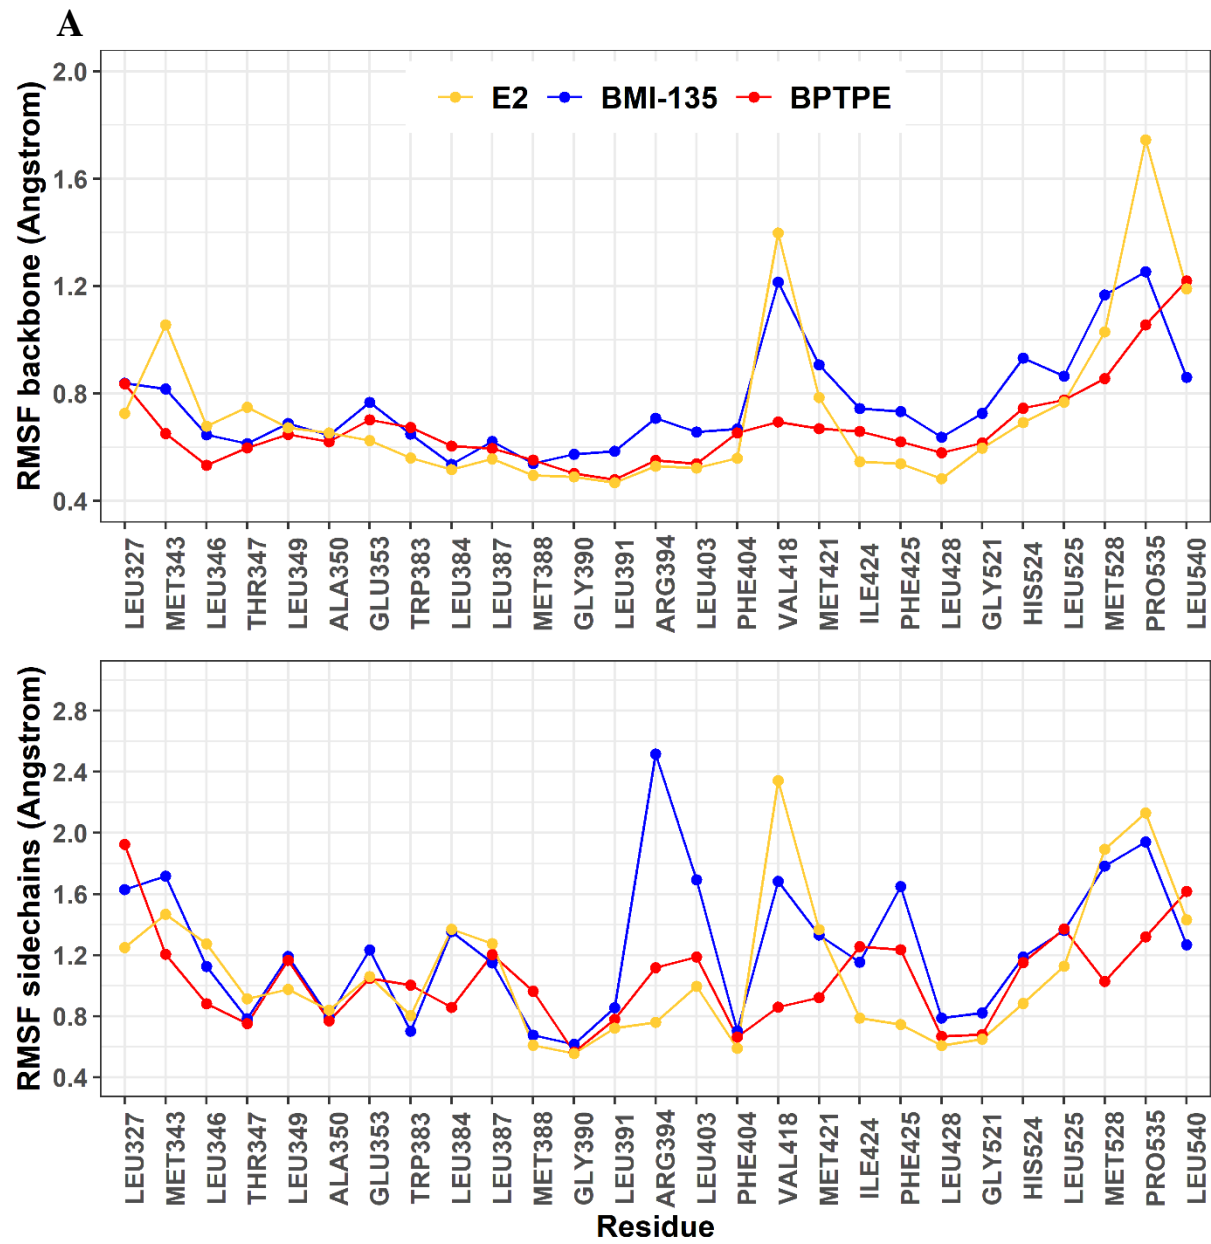 A
RMSF backbone (Angstrom)
2.0
1.6
1.2
0.8
0.4
E2 BMI-135 BPTPE
LEU327 MET343 LEU346 THR347 LEU349 ALA350 GLU353 TRP383 LEU384 LEU387 MET388 GLY390 LEU391 ARG394 LEU403 PHE404 VAL418 MET421 ILE424 PHE425 LEU428 GLY521 HIS524 LEU525 MET528 PRO535 LEU540
RMSF sidechains (Angstrom)
2.8
2.4
2.0
1.6
1.2
0.8
0.4
LEU327 MET343 LEU346 THR347 LEU349 ALA350 GLU353 TRP383 LEU384 LEU387 MET388 GLY390 LEU391 ARG394 LEU403 PHE404 VAL418 MET421 ILE424 PHE425 LEU428 GLY521 HIS524 LEU525 MET528 PRO535 LEU540
Residue